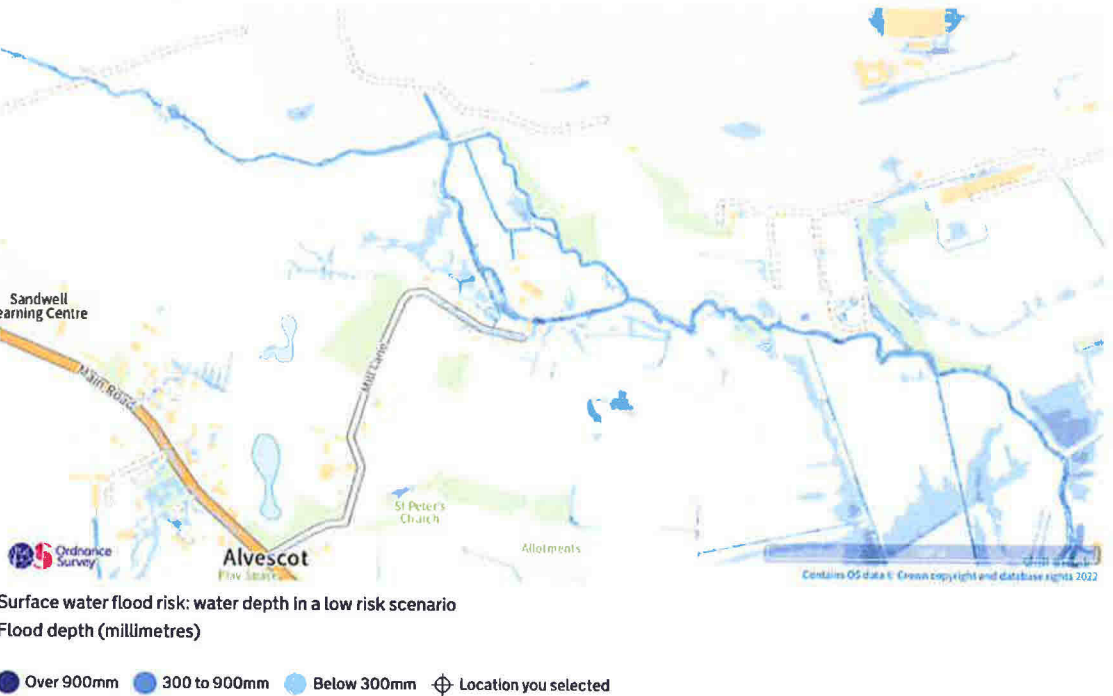 Sandwell
earning Centre
Main Road
Mill Lane
St Peter's
Church
Allotments
Alvescot
Play Space
Ordnance
Survey
Contains OS data © Crown copyright and database rights 2022
Surface water flood risk: water depth in a low risk scenario
Flood depth (millimetres)
Over 900mm 300 to 900mm Below 300mm Location you selected